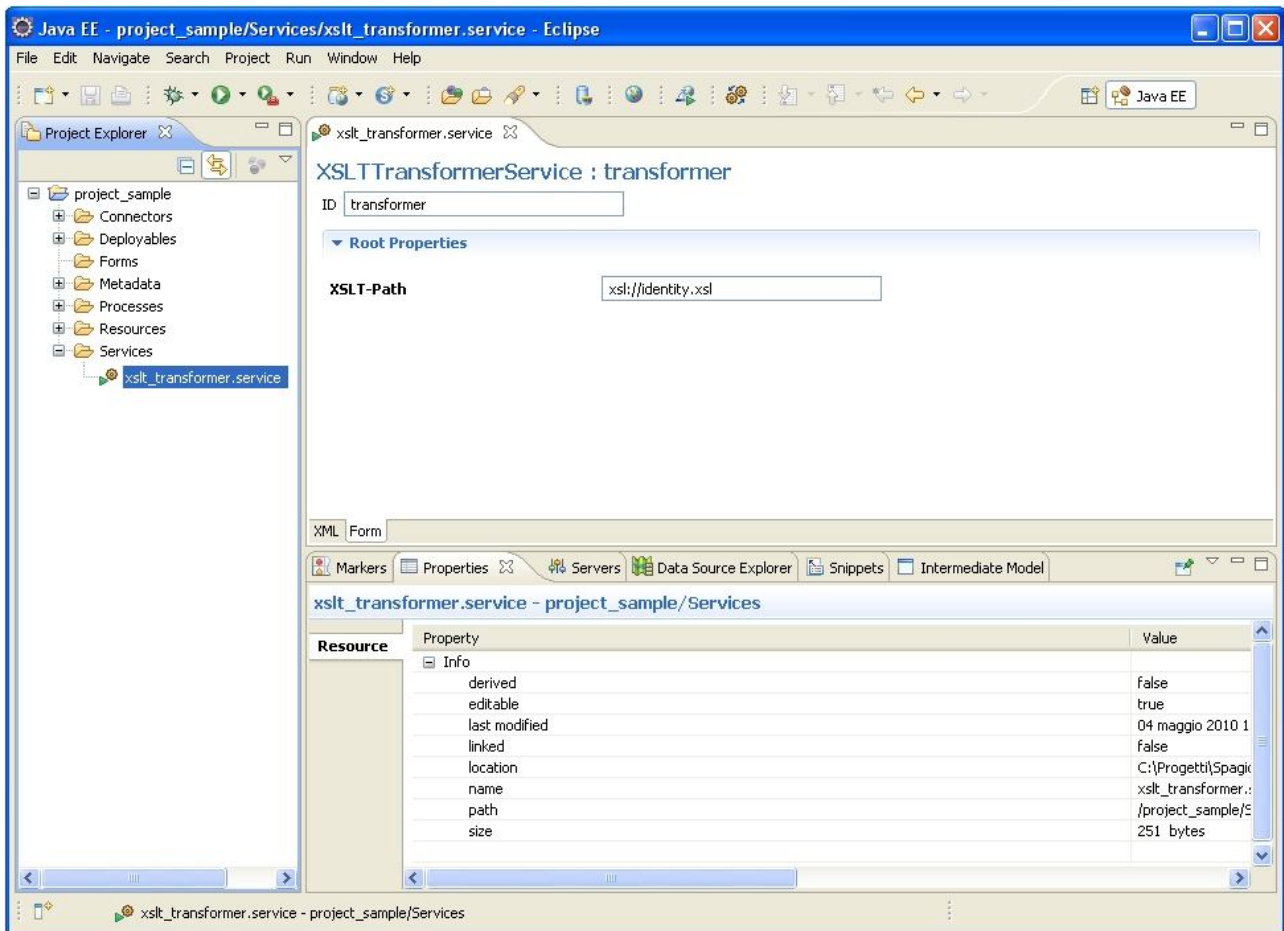 Java EE - project_sample/Services/xslt_transformer.service - Eclipse
File Edit Navigate Search Project Run Window Help
Java EE
Project Explorer
project_sample
Connectors
Deployables
Forms
Metadata
Processes
Resources
Services
xslt_transformer.service
xslt_transformer.service
XSLTTransformerService : transformer
ID transformer
Root Properties
XSLT-Path xsl://identity.xsl
XML Form
Markers Properties Servers Data Source Explorer Snippets Intermediate Model
xslt_transformer.service - project_sample/Services
Resource
Property Value
Info
derived false
editable true
last modified 04 maggio 2010 1
linked false
location C:\Progetti\Spagic
name xslt_transformer.s
path /project_sample/S
size 251 bytes
xslt_transformer.service - project_sample/Services